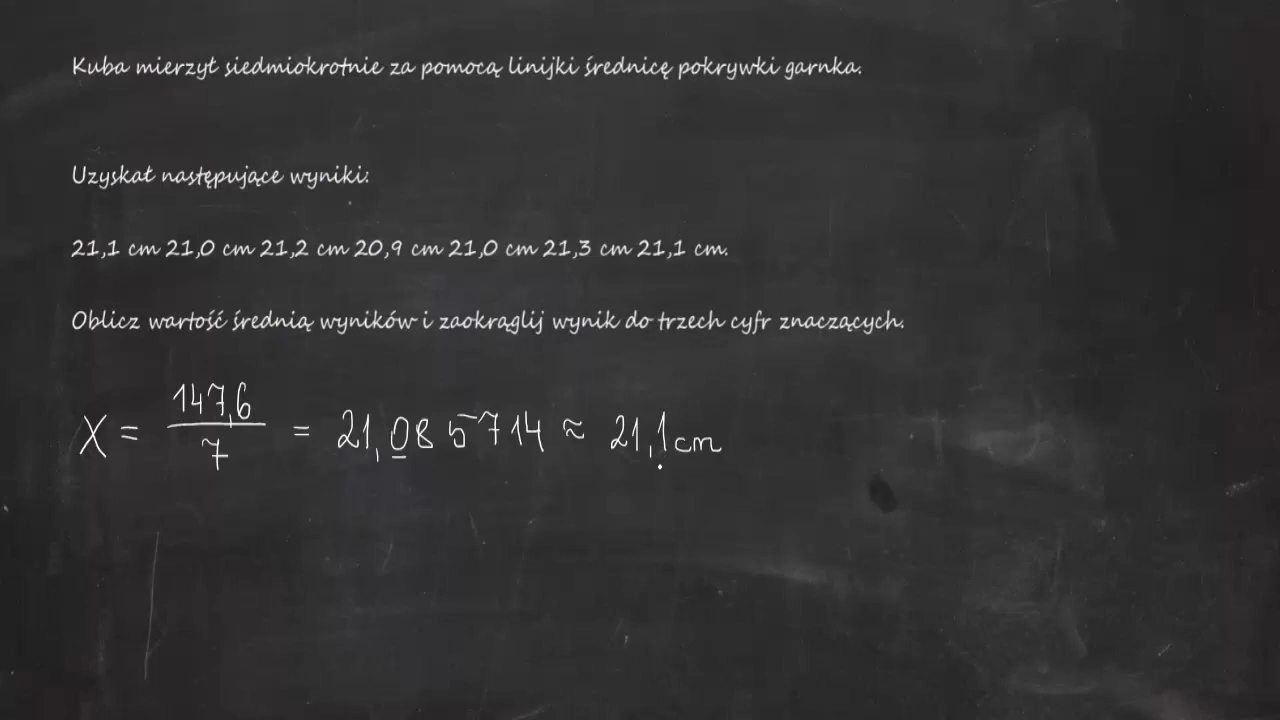 Kuba mierzył siedmiokrotnie za pomocą linijki średnicę pokrywki garnka.
Uzyskał następujące wyniki:
21,1 cm 21,0 cm 21,2 cm 20,9 cm 21,0 cm 21,3 cm 21,1 cm.
Oblicz wartość średnią wyników i zaokrąglij wynik do trzech cyfr znaczących.
X = 147,6 / 7 = 21,085714 ≈ 21,1cm